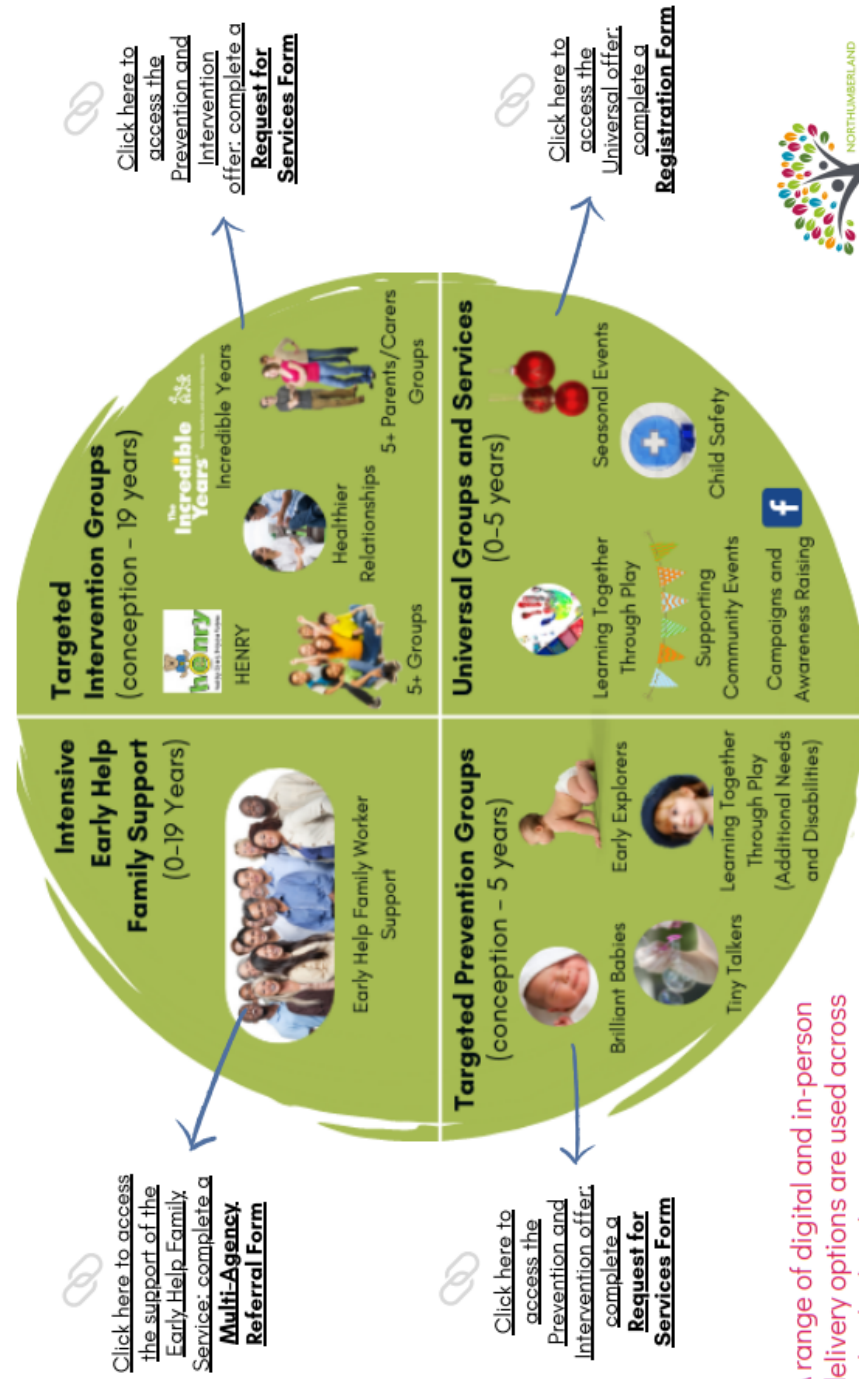 Click here to access
the support of the
Early Help Family
Service: complete a
Multi-Agency
Referral Form
Intensive
Early Help
Family Support
(0-19 Years)
Early Help Family Worker
Support
Targeted
Intervention Groups
(conception – 19 years)
henry
HENRY
The
Incredible
Years
Incredible Years
Healthier
Relationships
5+ Groups
5+ Parents/Carers
Groups
Click here to
access the
Prevention and
Intervention
offer: complete a
Request for
Services Form
Click here to
access the
Prevention and
Intervention offer:
complete a
Request for
Services Form
Targeted Prevention Groups
(conception – 5 years)
Brilliant Babies
Early Explorers
Tiny Talkers
Learning Together
Through Play
(Additional Needs
and Disabilities)
Universal Groups and Services
(0-5 years)
Learning Together
Through Play
Seasonal Events
Supporting
Community Events
Child Safety
Campaigns and
Awareness Raising
f
Click here to
access the
Universal offer:
complete a
Registration Form
range of digital and in-person
delivery options are used across
NORTHUMBERLAND